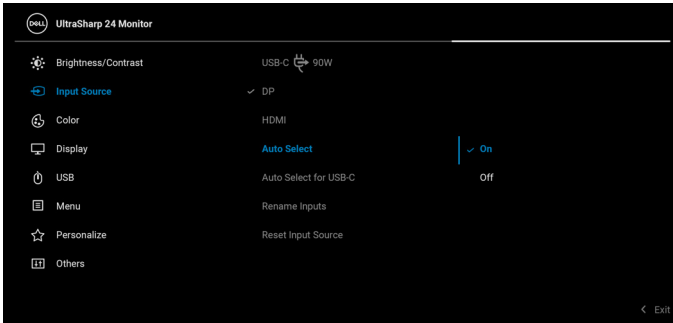 DELL UltraSharp 24 Monitor
Brightness/Contrast USB-C 90W
Input Source DP
Color HDMI
Display Auto Select On
USB Auto Select for USB-C Off
Menu Rename Inputs
Personalize Reset Input Source
Others
Exit